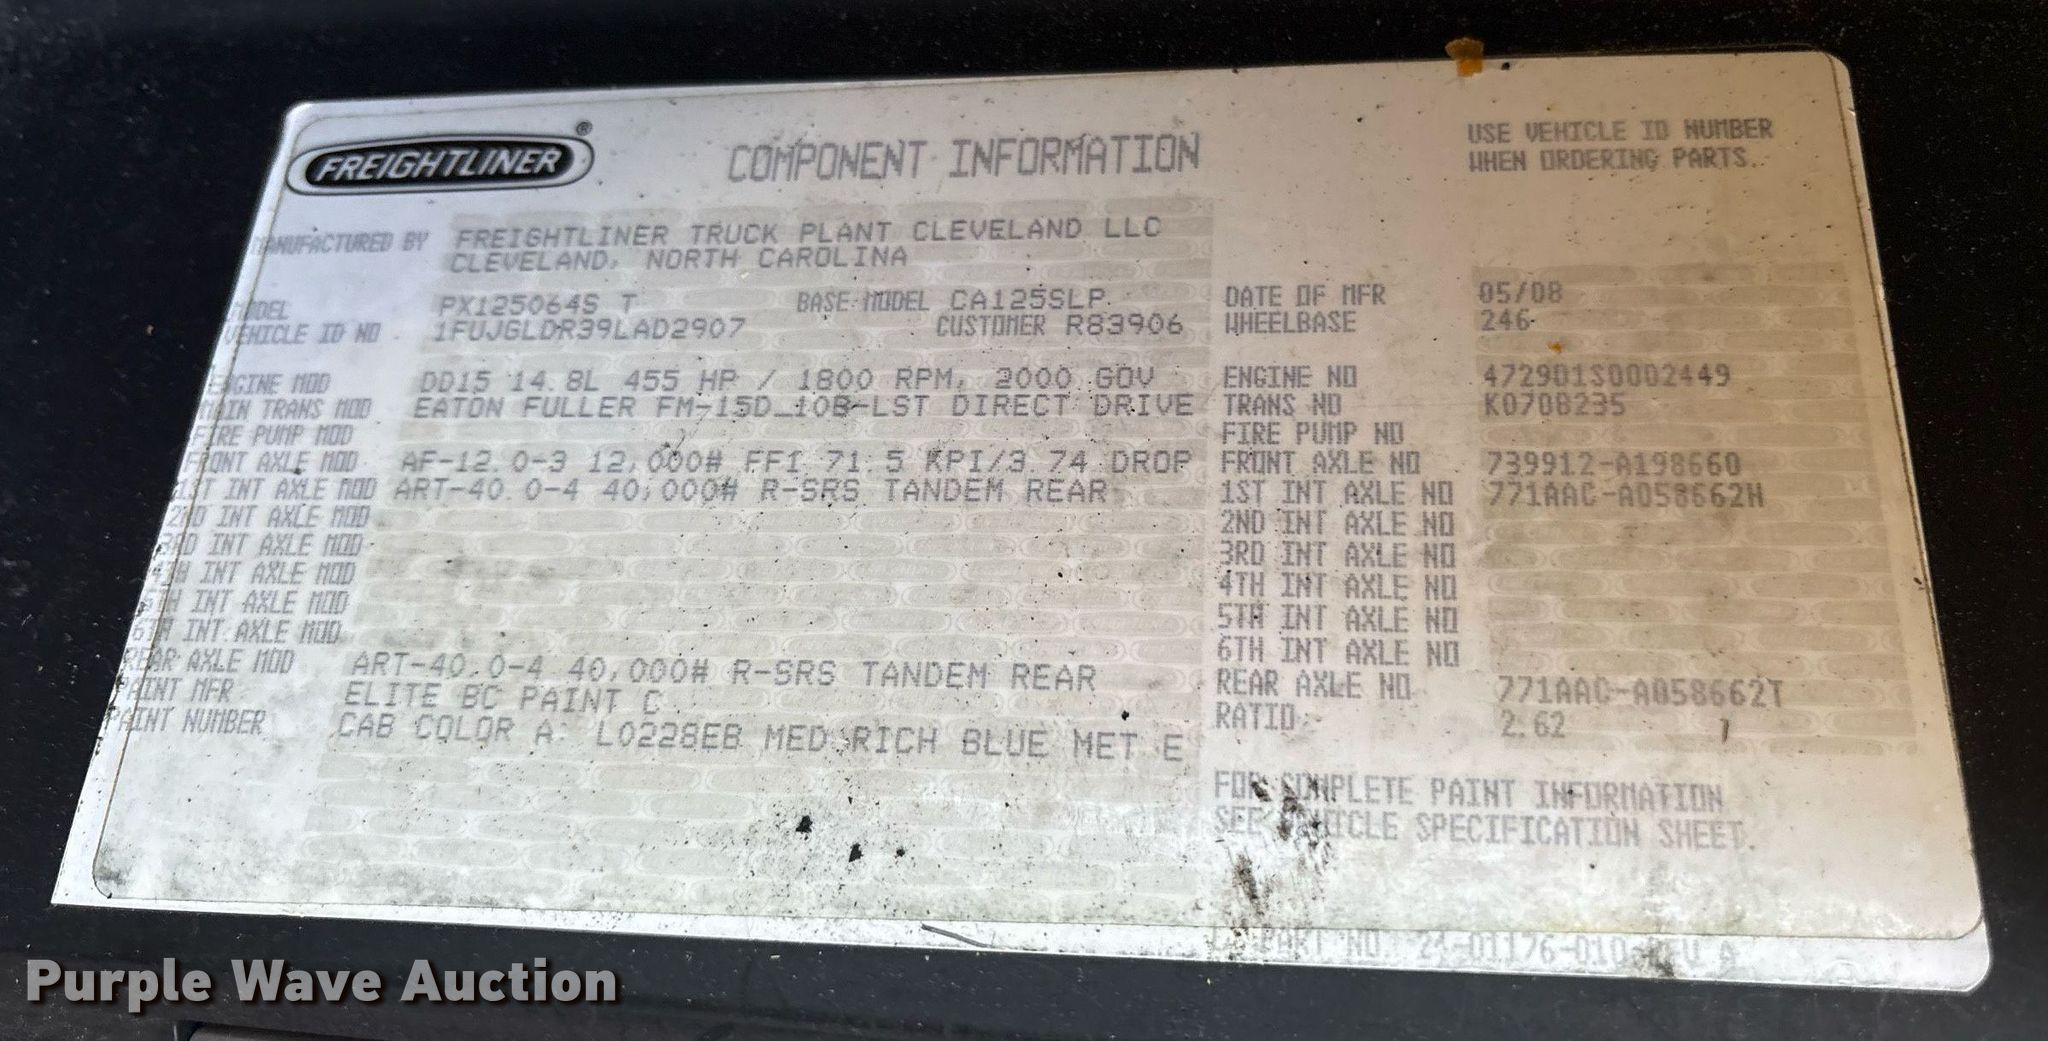 FREIGHTLINER®
COMPONENT INFORMATION
USE VEHICLE ID NUMBER
WHEN ORDERING PARTS.
MANUFACTURED BY FREIGHTLINER TRUCK PLANT CLEVELAND LLC
CLEVELAND, NORTH CAROLINA
MODEL PX125064S T BASE MODEL CA125SLP DATE OF MFR 05/08
VEHICLE ID NO 1FUJGLDR39LAD2907 CUSTOMER R83906 WHEELBASE 246
ENGINE MOD DD15 14.8L 455 HP / 1800 RPM, 2000 GOV ENGINE NO 472901S0002449
MAIN TRANS MOD EATON FULLER FM-15D_10B-LST DIRECT DRIVE TRANS NO K0708235
FIRE PUMP MOD FIRE PUMP NO
FRONT AXLE MOD AF-12.0-3 12,000# FF1 71.5 KPI/3.74 DROP FRONT AXLE NO 739912-A198660
1ST INT AXLE MOD ART-40.0-4 40,000# R-SRS TANDEM REAR 1ST INT AXLE NO 771AAC-A058662H
2ND INT AXLE MOD 2ND INT AXLE NO
3RD INT AXLE MOD 3RD INT AXLE NO
4TH INT AXLE MOD 4TH INT AXLE NO
5TH INT AXLE MOD 5TH INT AXLE NO
6TH INT AXLE MOD 6TH INT AXLE NO
REAR AXLE MOD ART-40.0-4 40,000# R-SRS TANDEM REAR REAR AXLE NO 771AAC-A058662T
PAINT MFR ELITE BC PAINT C RATIO 2.62
PAINT NUMBER CAB COLOR A: L0228EB MED RICH BLUE MET E
FOR COMPLETE PAINT INFORMATION
SEE VEHICLE SPECIFICATION SHEET.
PART NO. 24-01176-010 REV A
Purple Wave Auction